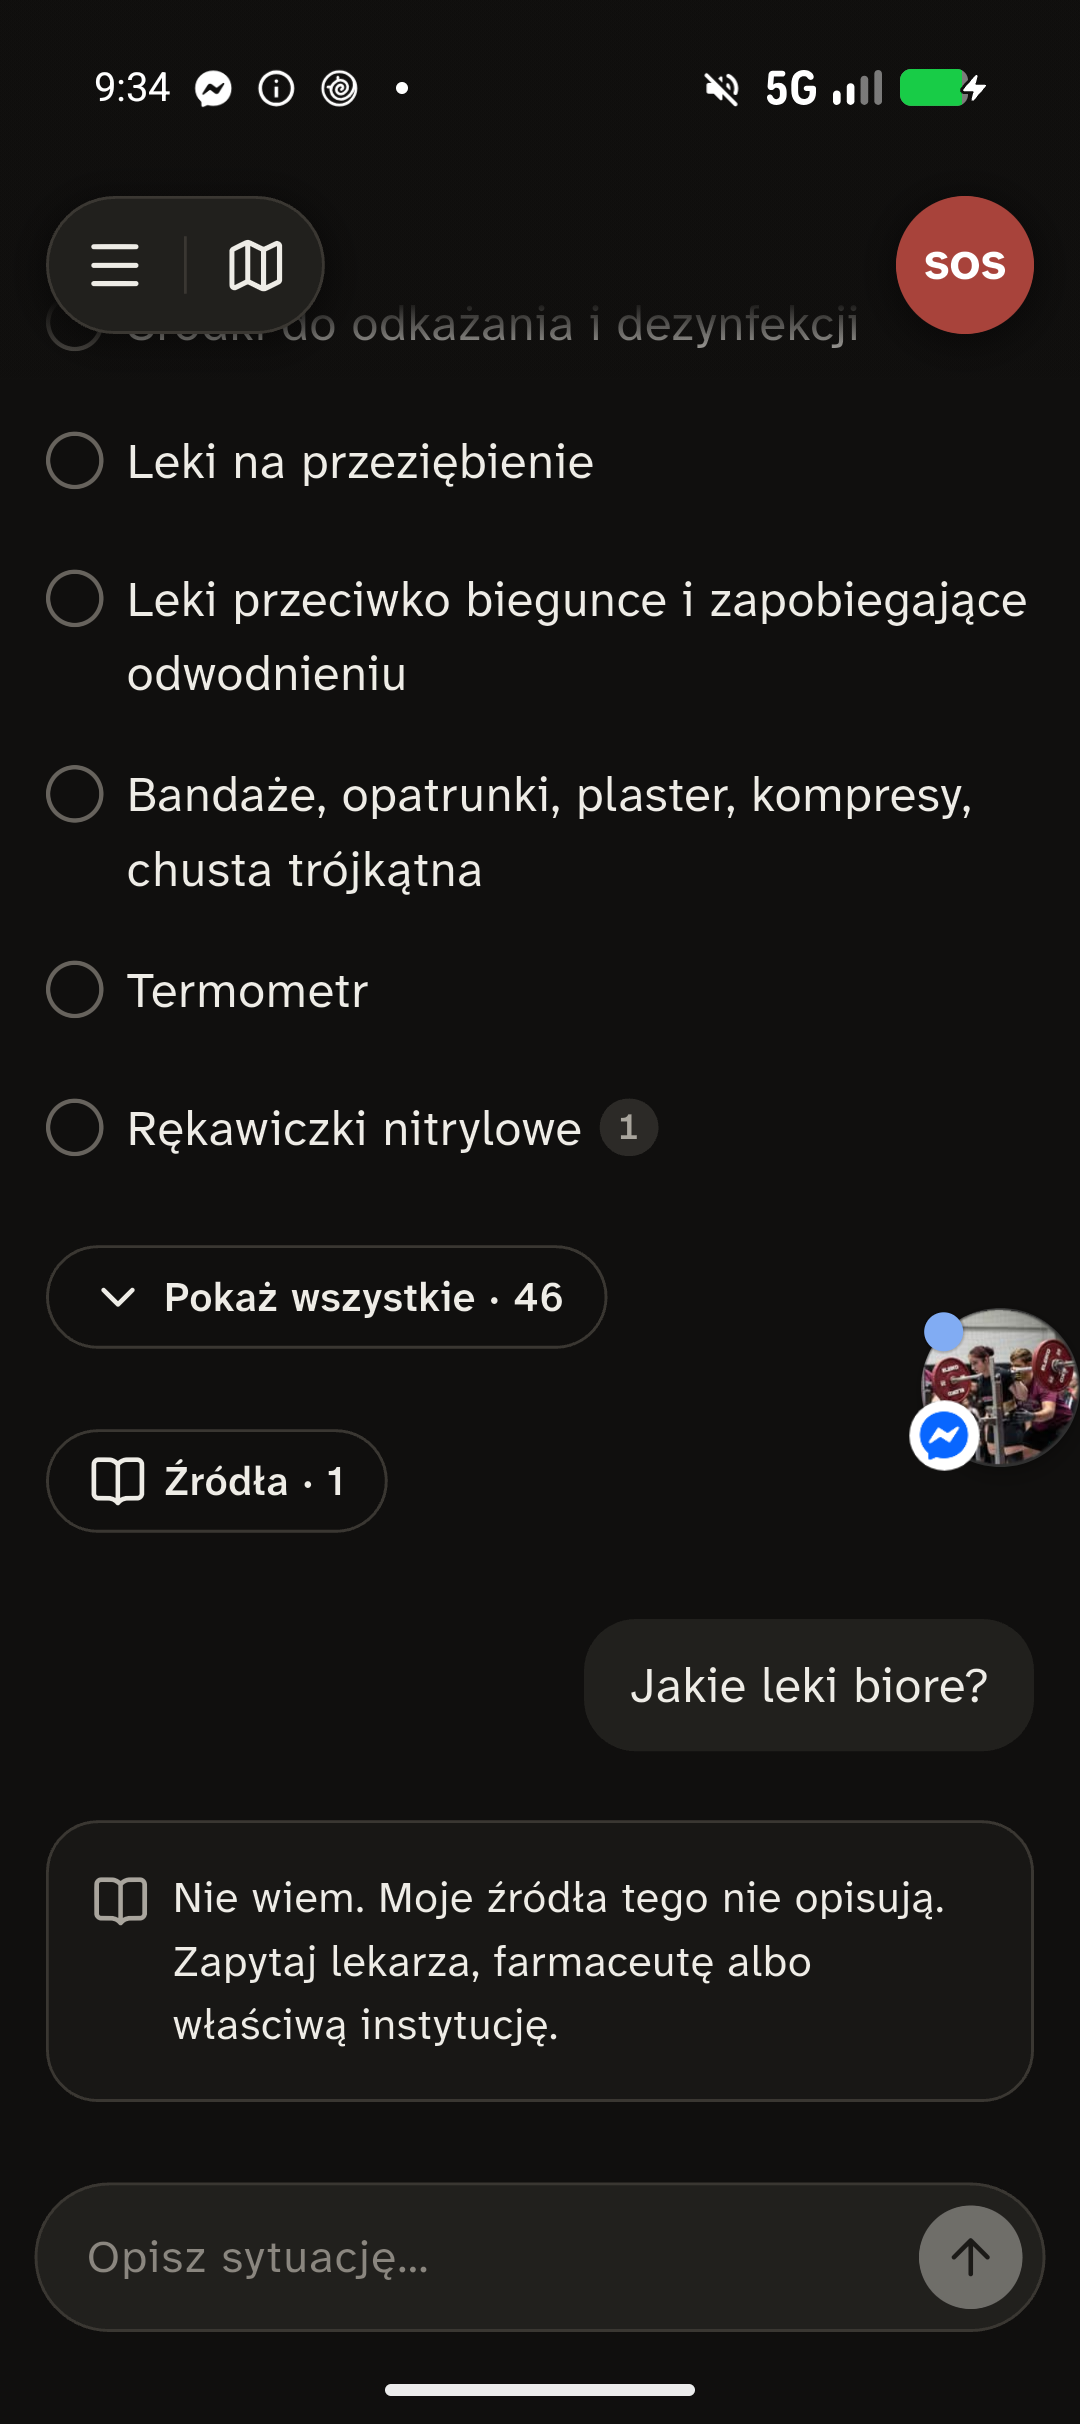 9:34
5G
SOS
Środki do odkażania i dezynfekcji
Leki na przeziębienie
Leki przeciwko biegunce i zapobiegające
odwodnieniu
Bandaże, opatrunki, plaster, kompresy,
chusta trójkątna
Termometr
Rękawiczki nitrylowe 1
Pokaż wszystkie · 46
Źródła · 1
Jakie leki biore?
Nie wiem. Moje źródła tego nie opisują.
Zapytaj lekarza, farmaceutę albo
właściwą instytucję.
Opisz sytuację...